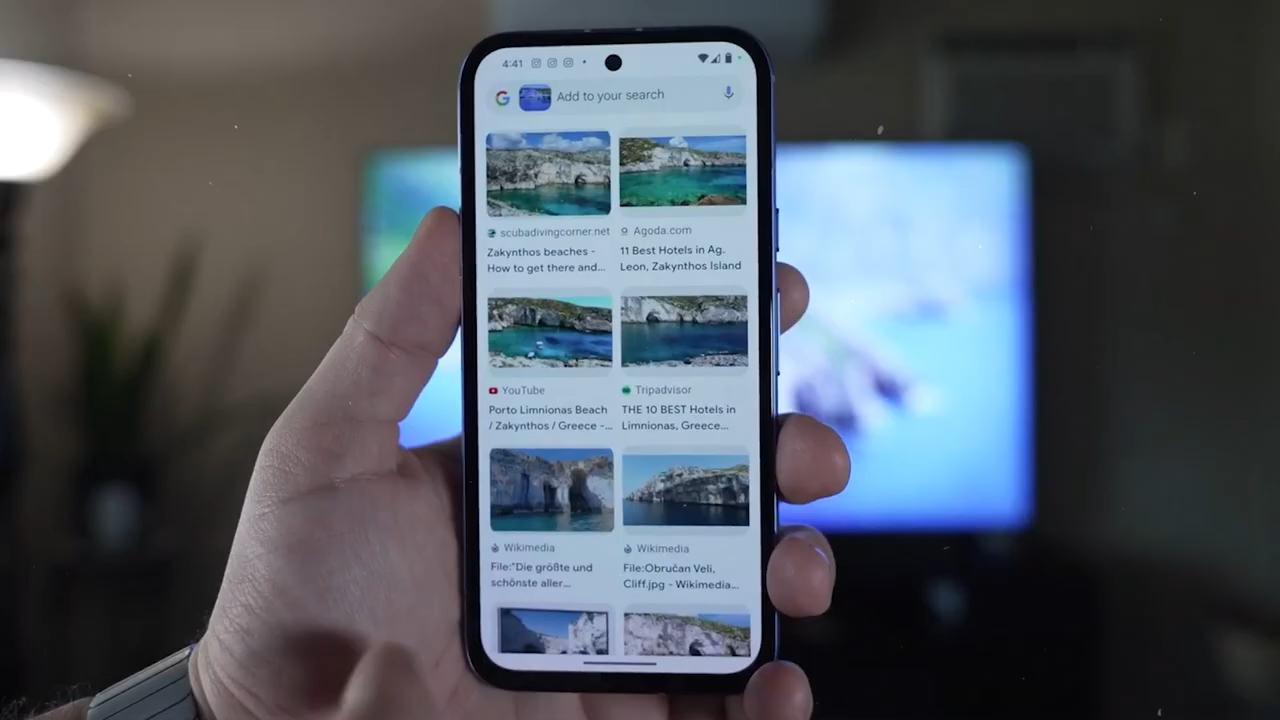 4:41
Add to your search
scubadivingcorner.net
Zakynthos beaches -
How to get there and...
Agoda.com
11 Best Hotels in Ag.
Leon, Zakynthos Island
YouTube
Porto Limnionas Beach
/ Zakynthos / Greece -...
Tripadvisor
THE 10 BEST Hotels in
Limnionas, Greece...
Wikimedia
File:"Die größte und
schönste aller...
Wikimedia
File:Obručan Veli,
Cliff.jpg - Wikimedia...